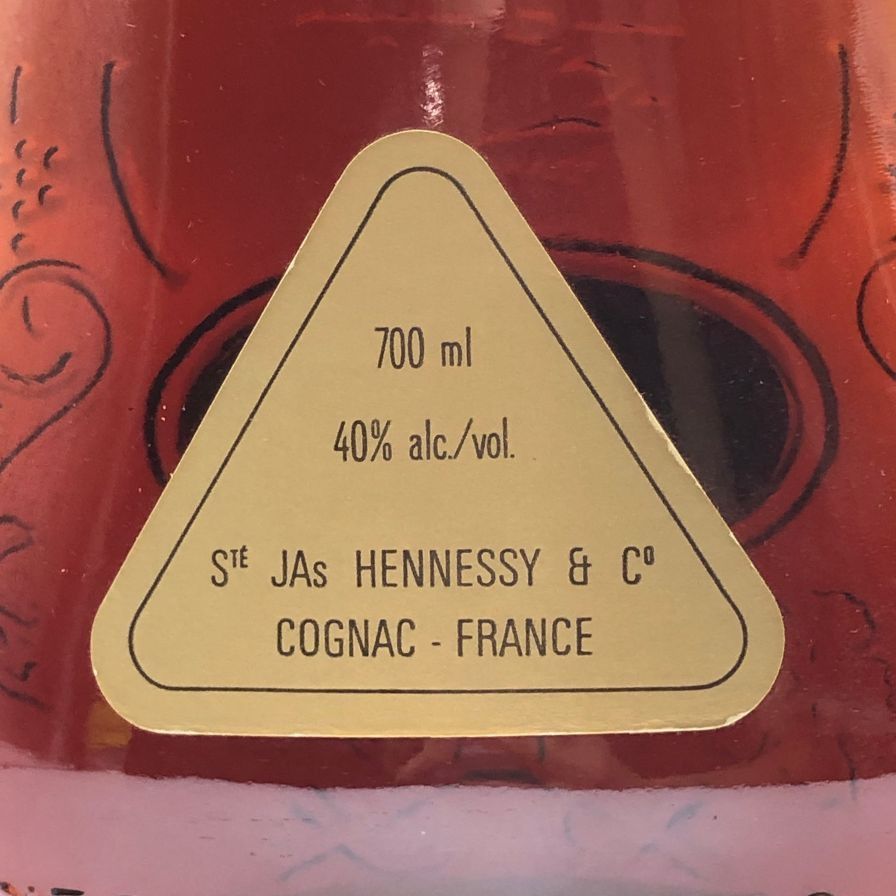 700 ml
40% alc./vol.
Sᵀᴱ́ JAs HENNESSY & Cº
COGNAC - FRANCE